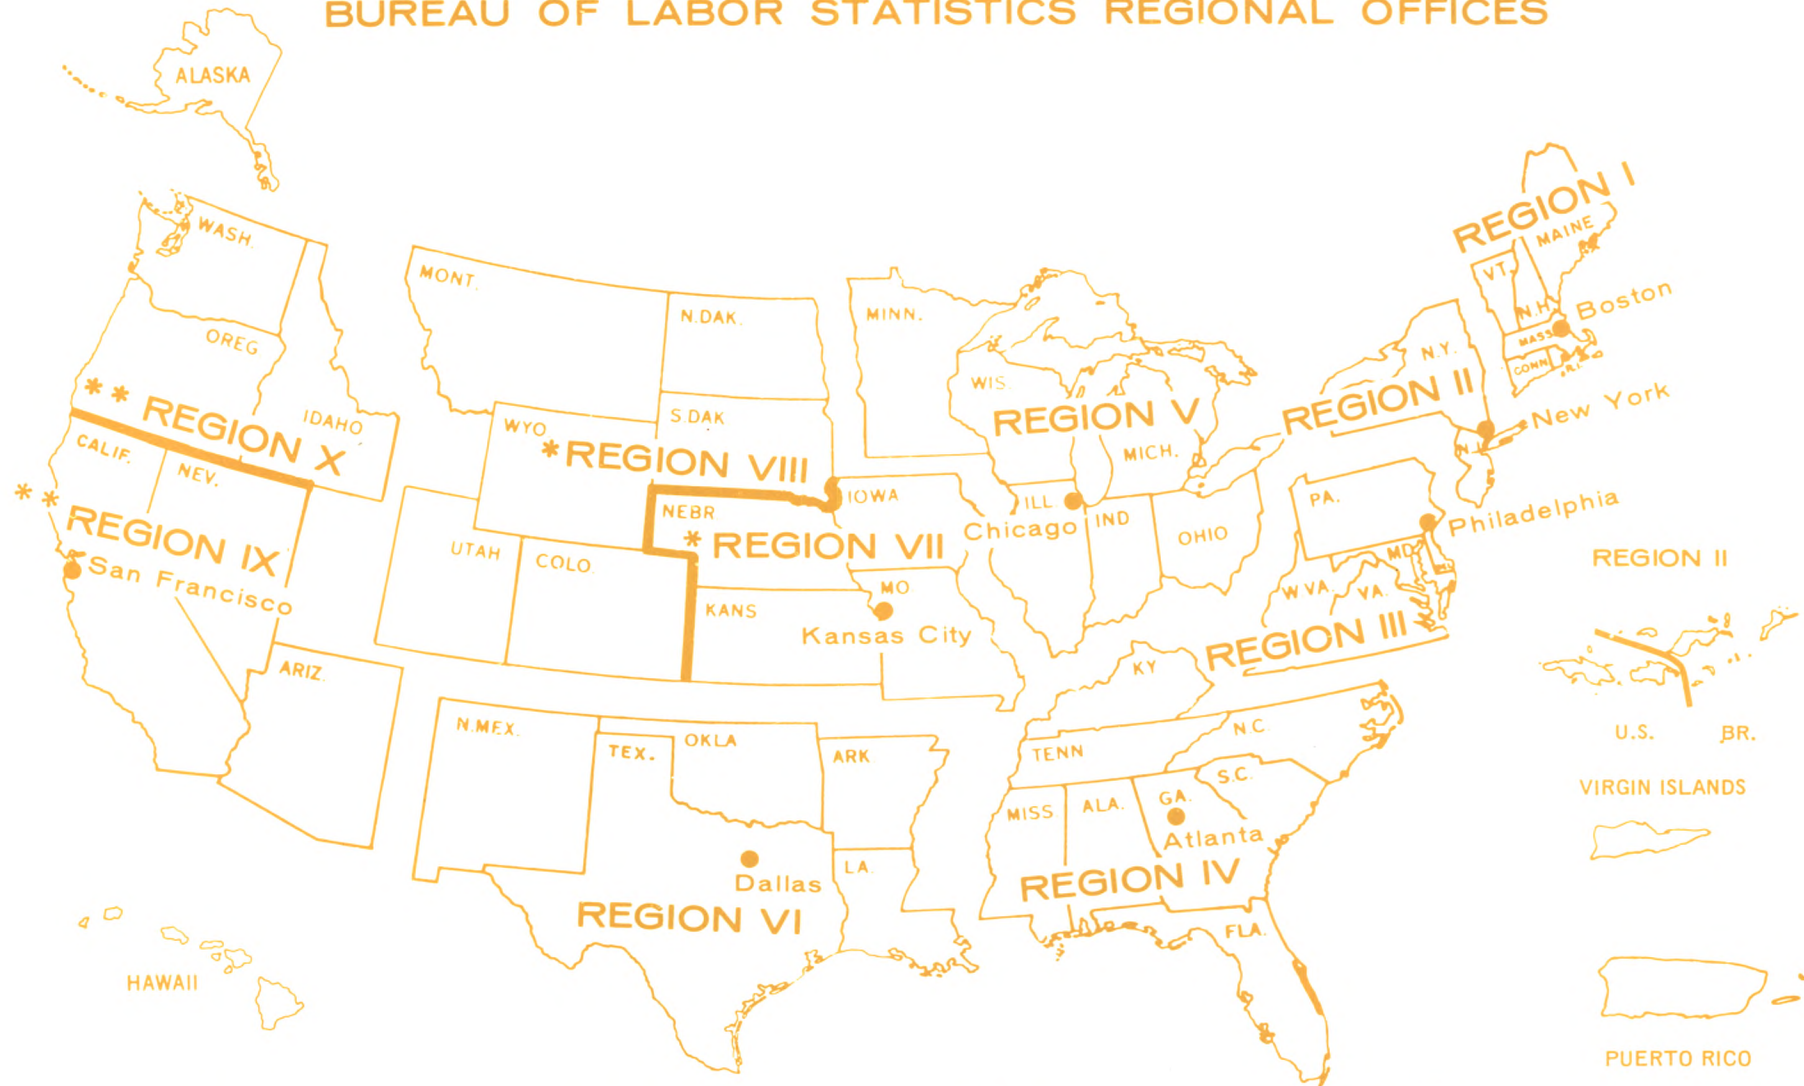 BUREAU OF LABOR STATISTICS REGIONAL OFFICES
ALASKA
REGION I
MAINE
WASH.
VT.
MONT.
N.H.
Boston
MINN.
N.DAK.
MASS
OREG
N.Y.
CONN
R.I.
WIS.
REGION II
** REGION X
IDAHO
New York
WYO
S.DAK
REGION V
CALIF.
MICH.
N.J.
*REGION VIII
NEV.
IOWA
PA.
** REGION IX
NEBR
ILL
Chicago
IND
Philadelphia
OHIO
* REGION VII
UTAH
COLO.
MD
REGION II
San Francisco
MO
W VA.
VA.
KANS
Kansas City
REGION III
ARIZ.
KY
N.MEX.
OKLA
TEX.
ARK
N.C.
TENN
U.S.
BR.
S.C.
MISS
ALA.
GA.
VIRGIN ISLANDS
Atlanta
LA.
Dallas
REGION IV
REGION VI
FLA.
HAWAII
PUERTO RICO